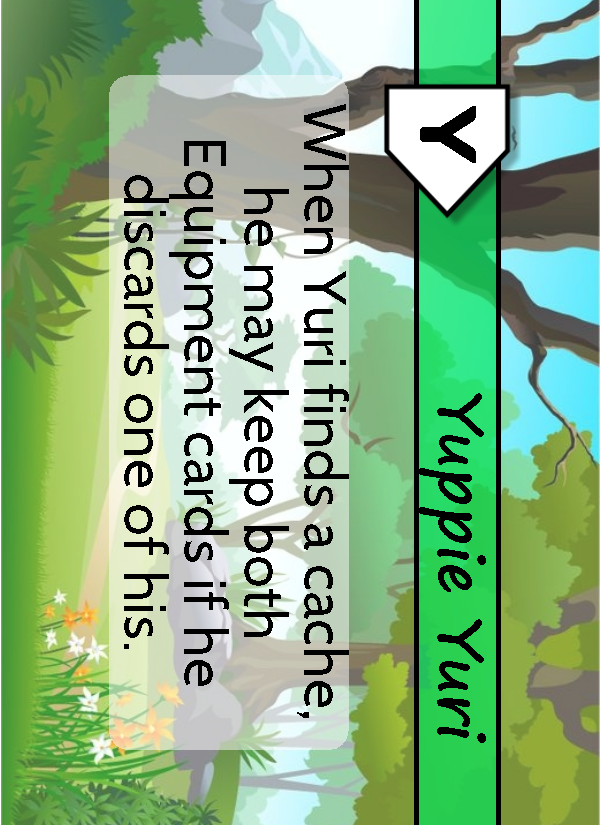 Y
Yuppie Yuri
When Yuri finds a cache,
he may keep both
Equipment cards if he
discards one of his.